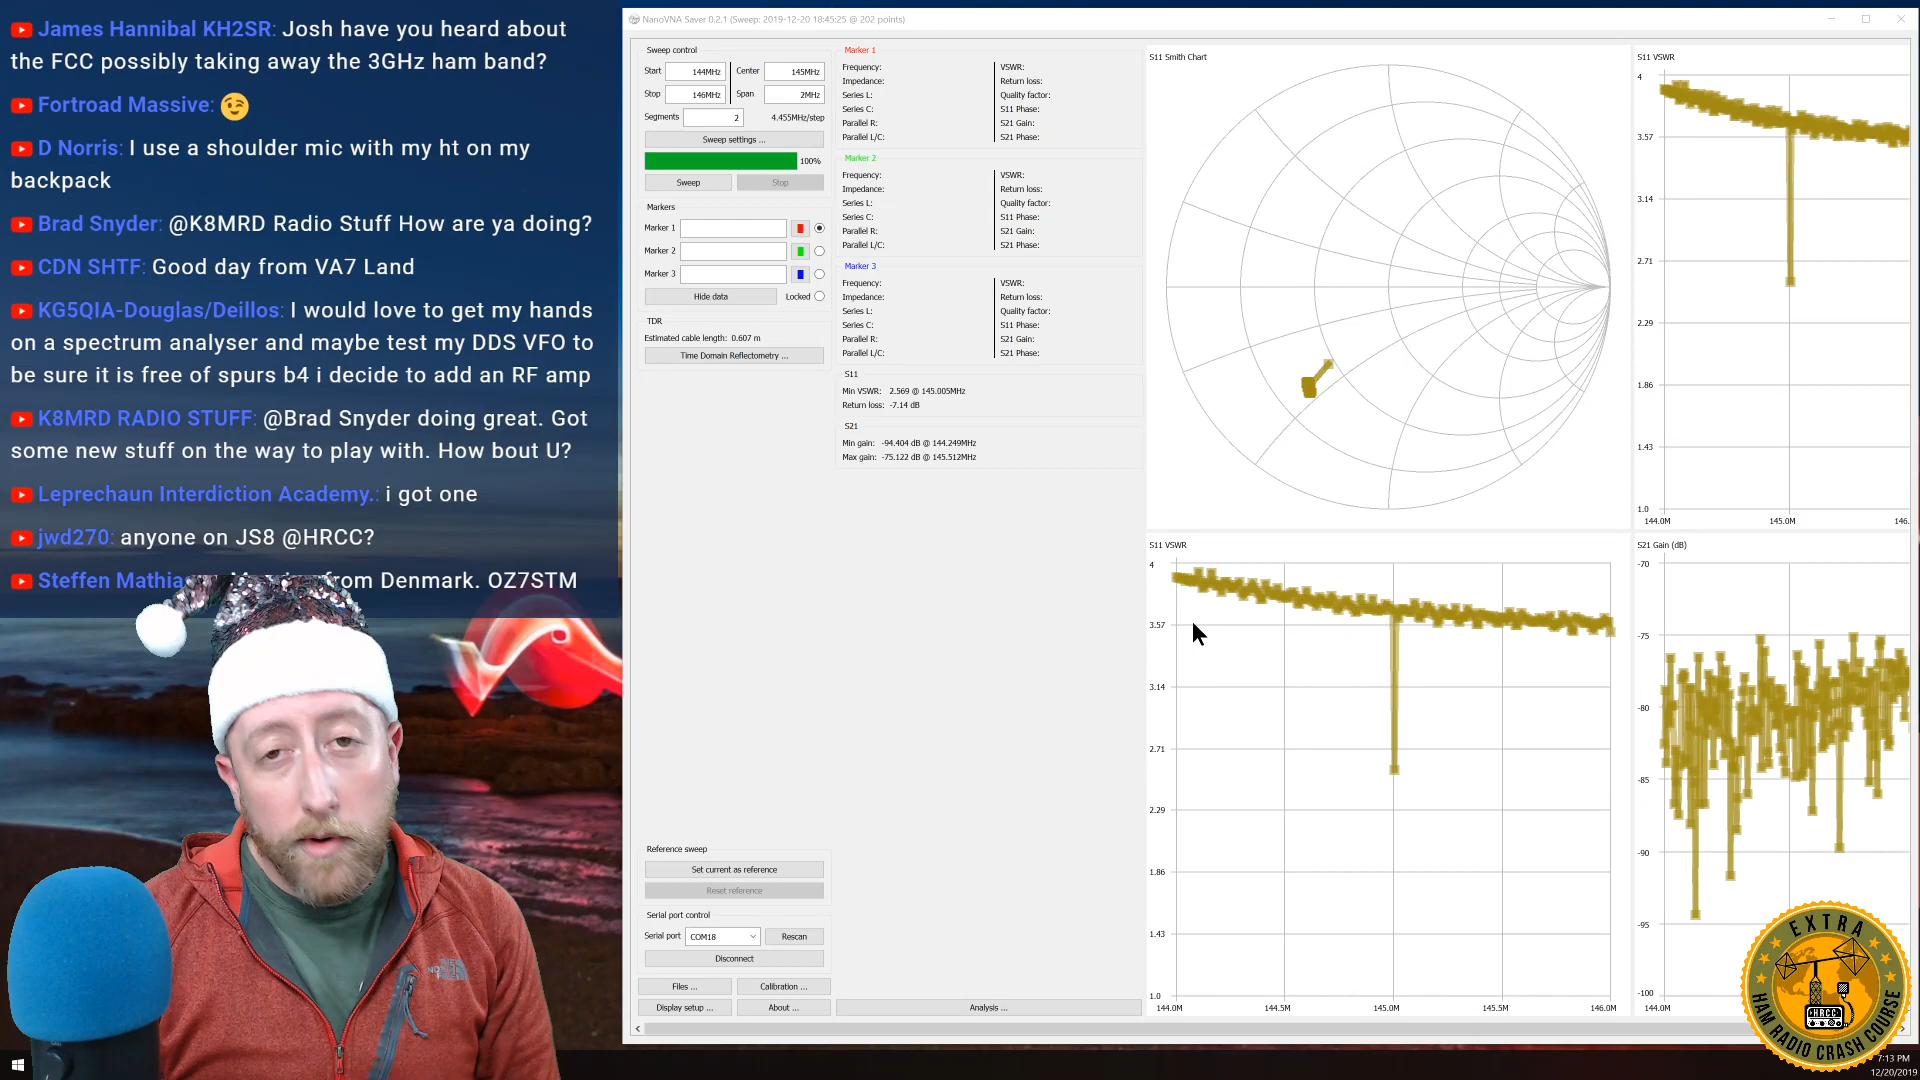 James Hannibal KH2SR: Josh have you heard about
the FCC possibly taking away the 3GHz ham band?
Fortroad Massive:
D Norris: I use a shoulder mic with my ht on my
backpack
Brad Snyder: @K8MRD Radio Stuff How are ya doing?
CDN SHTF: Good day from VA7 Land
KG5QIA-Douglas/Deillos: I would love to get my hands
on a spectrum analyser and maybe test my DDS VFO to
be sure it is free of spurs b4 i decide to add an RF amp
K8MRD RADIO STUFF: @Brad Snyder doing great. Got
some new stuff on the way to play with. How bout U?
Leprechaun Interdiction Academy.: i got one
jwd270: anyone on JS8 @HRCC?
Steffen Mathia from Denmark. OZ7STM
NanoVNA Saver 0.2.1 (Sweep: 2019-12-20 18:45:25 @ 202 points)
Sweep control
Start 144MHz Center 145MHz
Stop 146MHz Span 2MHz
Segments 2 4.455MHz/step
Sweep settings ...
100%
Sweep Stop
Markers
Marker 1
Marker 2
Marker 3
Hide data Locked
TDR
Estimated cable length: 0.607 m
Time Domain Reflectometry ...
Reference sweep
Set current as reference
Reset reference
Serial port control
Serial port COM18 Rescan
Disconnect
Files ... Calibration ...
Display setup ... About ...
Marker 1
Frequency: VSWR:
Impedance: Return loss:
Series L: Quality factor:
Series C: S11 Phase:
Parallel R: S21 Gain:
Parallel L/C: S21 Phase:
Marker 2
Frequency: VSWR:
Impedance: Return loss:
Series L: Quality factor:
Series C: S11 Phase:
Parallel R: S21 Gain:
Parallel L/C: S21 Phase:
Marker 3
Frequency: VSWR:
Impedance: Return loss:
Series L: Quality factor:
Series C: S11 Phase:
Parallel R: S21 Gain:
Parallel L/C: S21 Phase:
S11
Min VSWR: 2.569 @ 145.005MHz
Return loss: -7.14 dB
S21
Min gain: -94.404 dB @ 144.249MHz
Max gain: -75.122 dB @ 145.512MHz
Analysis ...
S11 Smith Chart
S11 VSWR
4
3.57
3.14
2.71
2.29
1.86
1.43
1.0
144.0M 145.0M 146.
S11 VSWR
4
3.57
3.14
2.71
2.29
1.86
1.43
1.0
144.0M 144.5M 145.0M 145.5M 146.0M
S21 Gain (dB)
-70
-75
-80
-85
-90
-95
-100
144.0M
THE NORTH FACE
EXTRA
HRCC
HAM RADIO CRASH COURSE
7:13 PM
12/20/2019